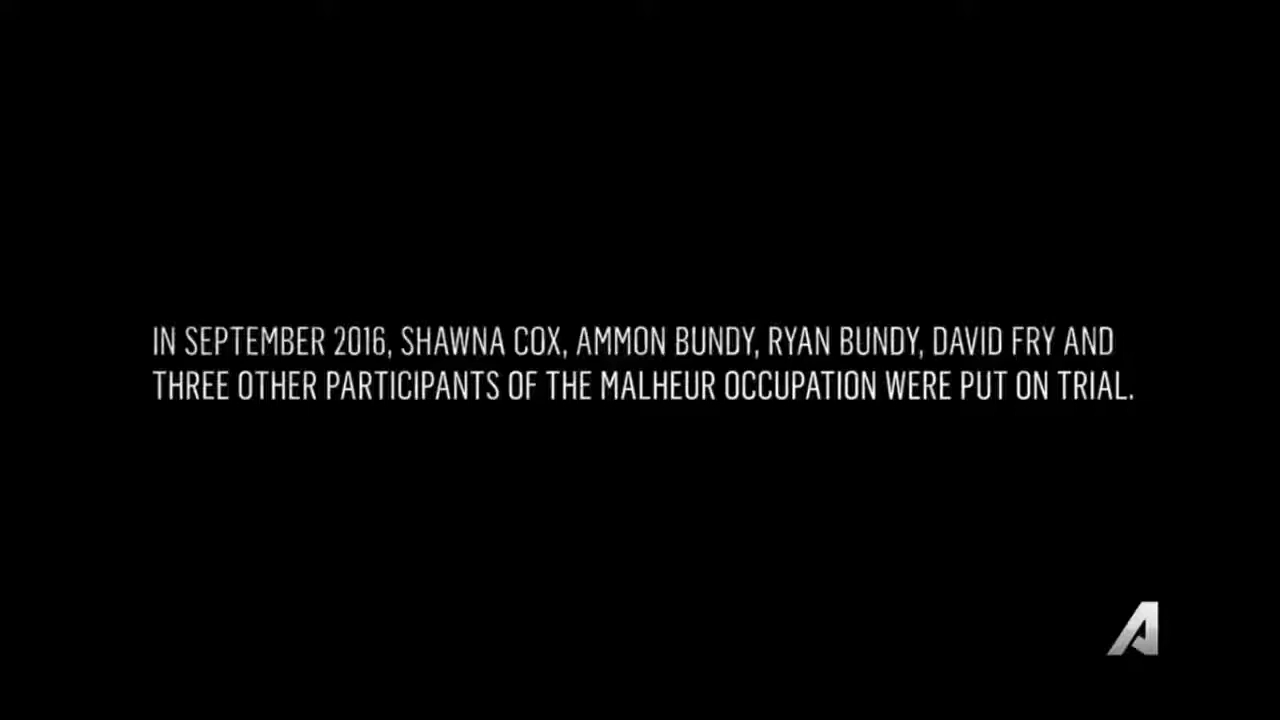 IN SEPTEMBER 2016, SHAWNA COX, AMMON BUNDY, RYAN BUNDY, DAVID FRY AND
THREE OTHER PARTICIPANTS OF THE MALHEUR OCCUPATION WERE PUT ON TRIAL.